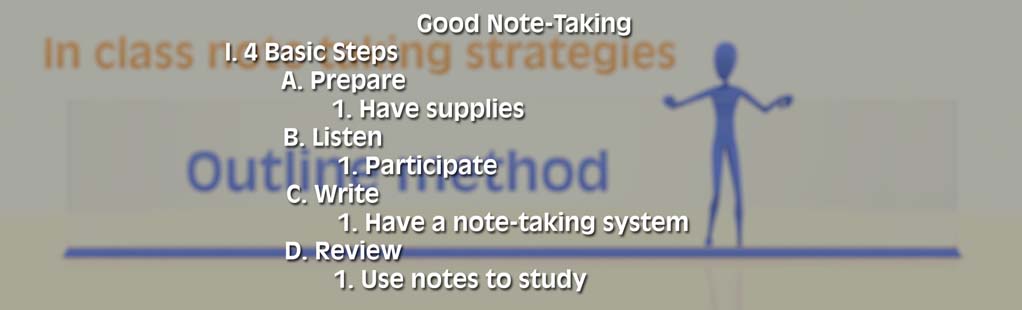 Good Note-Taking
In class note-taking strategies
I. 4 Basic Steps
A. Prepare
1. Have supplies
B. Listen
1. Participate
Outline method
C. Write
1. Have a note-taking system
D. Review
1. Use notes to study